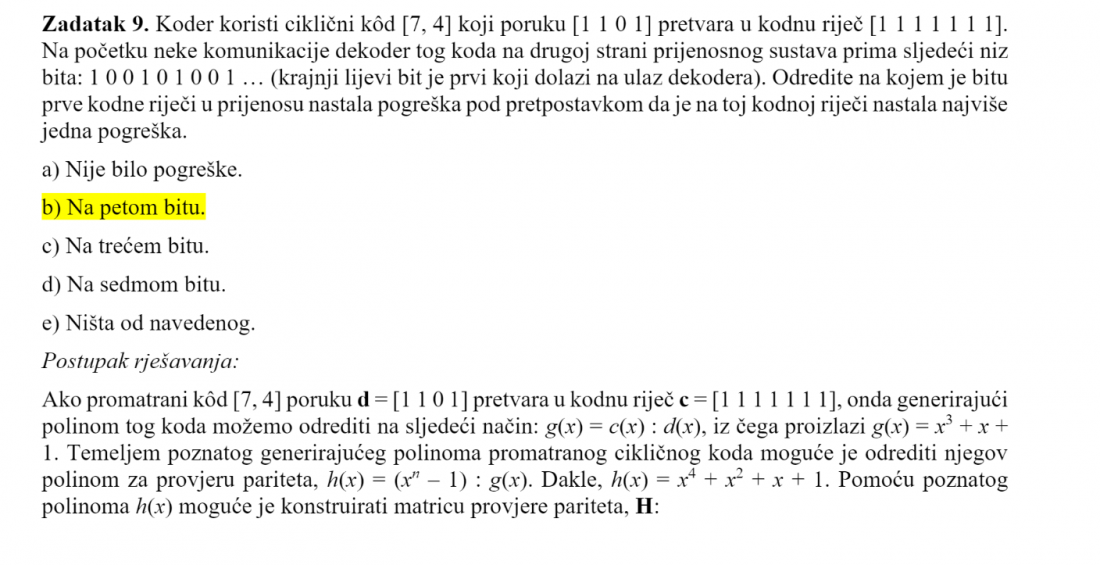 Zadatak 9. Koder koristi ciklični kôd [7, 4] koji poruku [1 1 0 1] pretvara u kodnu riječ [1 1 1 1 1 1 1].
Na početku neke komunikacije dekoder tog koda na drugoj strani prijenosnog sustava prima sljedeći niz
bita: 1 0 0 1 0 1 0 0 1 … (krajnji lijevi bit je prvi koji dolazi na ulaz dekodera). Odredite na kojem je bitu
prve kodne riječi u prijenosu nastala pogreška pod pretpostavkom da je na toj kodnoj riječi nastala najviše
jedna pogreška.
a) Nije bilo pogreške.
b) Na petom bitu.
c) Na trećem bitu.
d) Na sedmom bitu.
e) Ništa od navedenog.
Postupak rješavanja:
Ako promatrani kôd [7, 4] poruku d = [1 1 0 1] pretvara u kodnu riječ c = [1 1 1 1 1 1 1], onda generirajući
polinom tog koda možemo odrediti na sljedeći način: g(x) = c(x) : d(x), iz čega proizlazi g(x) = x³ + x +
1. Temeljem poznatog generirajućeg polinoma promatranog cikličnog koda moguće je odrediti njegov
polinom za provjeru pariteta, h(x) = (xⁿ – 1) : g(x). Dakle, h(x) = x⁴ + x² + x + 1. Pomoću poznatog
polinoma h(x) moguće je konstruirati matricu provjere pariteta, H: